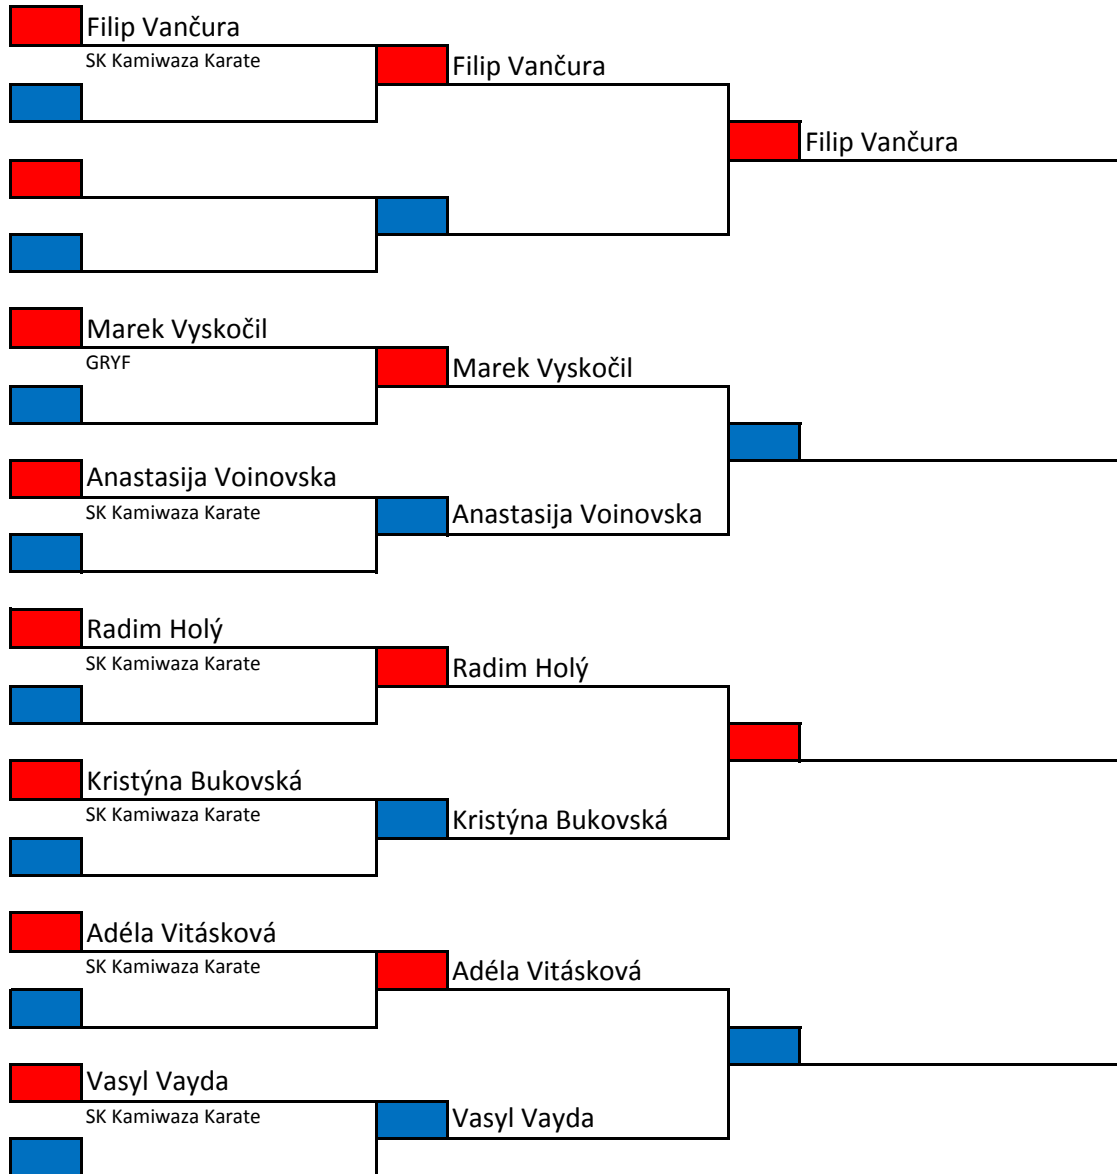 Filip Vančura
SK Kamiwaza Karate
Filip Vančura
Filip Vančura
Marek Vyskočil
GRYF
Marek Vyskočil
Anastasija Voinovska
SK Kamiwaza Karate
Anastasija Voinovska
Radim Holý
SK Kamiwaza Karate
Radim Holý
Kristýna Bukovská
SK Kamiwaza Karate
Kristýna Bukovská
Adéla Vitásková
SK Kamiwaza Karate
Adéla Vitásková
Vasyl Vayda
SK Kamiwaza Karate
Vasyl Vayda